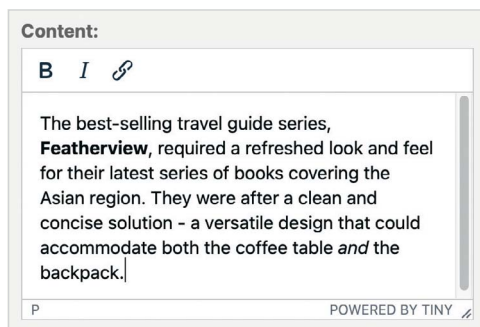 Content:
B I
The best-selling travel guide series,
Featherview, required a refreshed look and feel
for their latest series of books covering the
Asian region. They were after a clean and
concise solution - a versatile design that could
accommodate both the coffee table and the
backpack.
P POWERED BY TINY